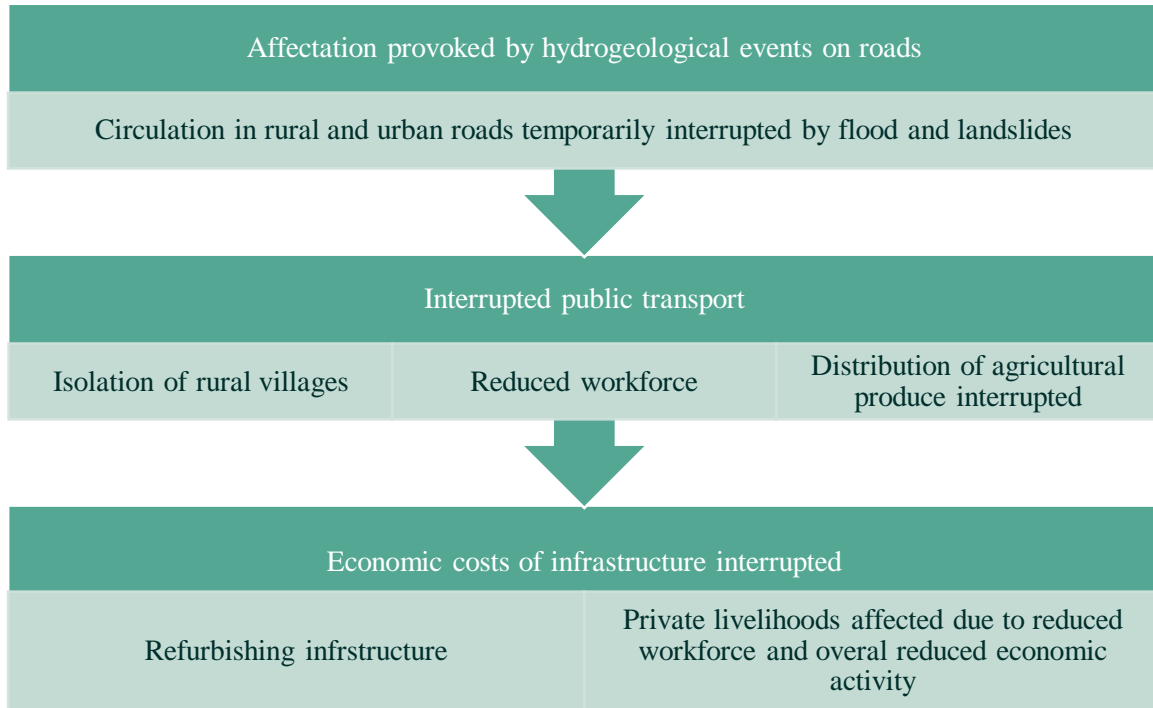 Affectation provoked by hydrogeological events on roads
Circulation in rural and urban roads temporarily interrupted by flood and landslides
Interrupted public transport
Isolation of rural villages
Reduced workforce
Distribution of agricultural
produce interrupted
Economic costs of infrastructure interrupted
Refurbishing infrstructure
Private livelihoods affected due to reduced
workforce and overal reduced economic
activity